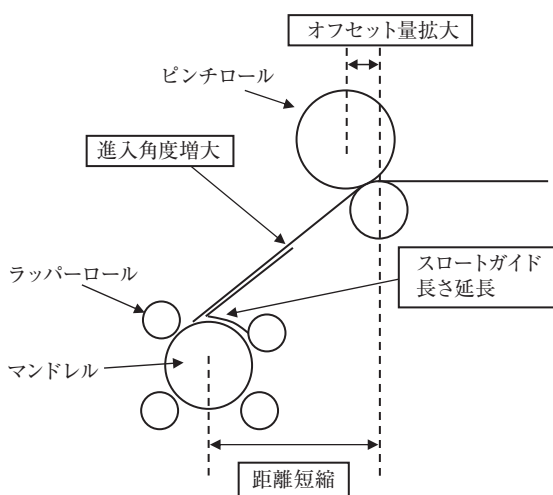 オフセット量拡大
ピンチロール
進入角度増大
スロートガイド
長さ延長
ラッパーロール
マンドレル
距離短縮